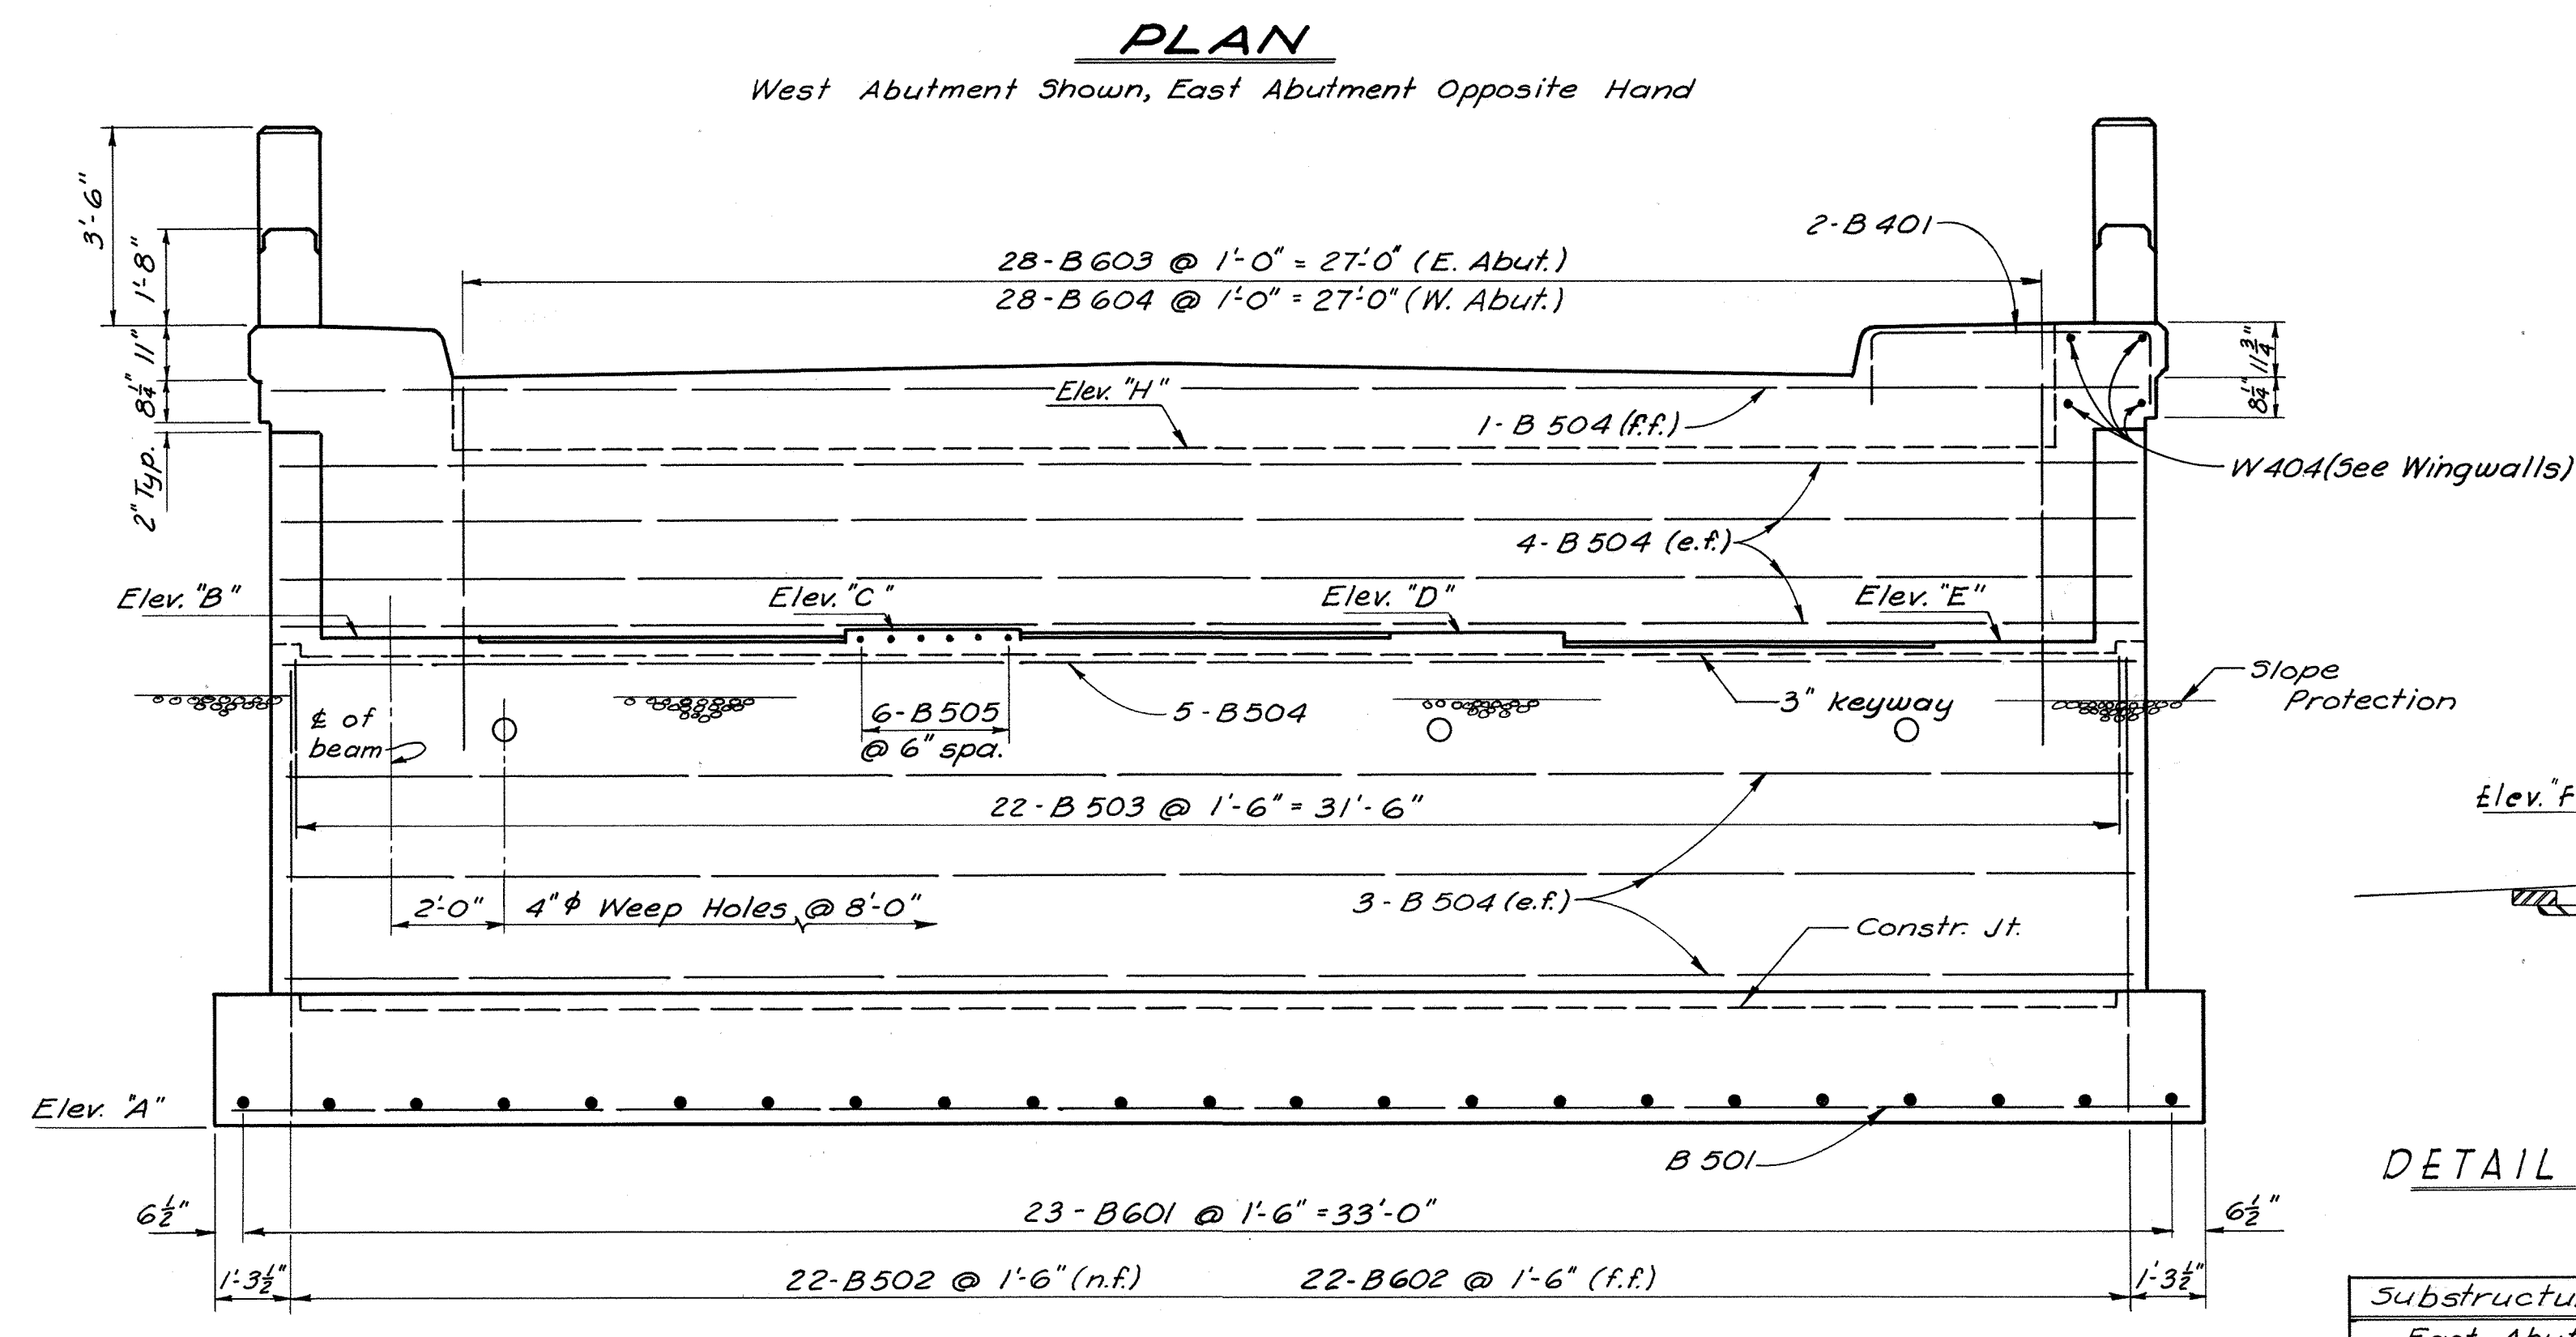 PLAN
West Abutment Shown, East Abutment Opposite Hand
3'-6"
1'-8"
11"
8¼"
2" Typ.
28-B603 @ 1'-0" = 27'-0" (E. Abut.)
28-B604 @ 1'-0" = 27'-0" (W. Abut.)
2-B401
11¾"
8¼"
Elev. "H"
1-B504 (f.f.)
W404 (See Wingwalls)
4-B504 (e.f.)
Elev. "B"
Elev. "C"
Elev. "D"
Elev. "E"
Slope
Protection
℄ of
beam
6-B505
@ 6" spa.
5-B504
3" keyway
22-B503 @ 1'-6" = 31'-6"
Elev. "F
2'-0"
4"⌀ Weep Holes @ 8'-0"
3-B504 (e.f.)
Constr. Jt.
Elev. "A"
B501
DETAIL
6½"
23-B601 @ 1'-6" = 33'-0"
6½"
1'-3½"
22-B502 @ 1'-6" (n.f.)
22-B602 @ 1'-6" (f.f.)
1'-3½"
Substructu